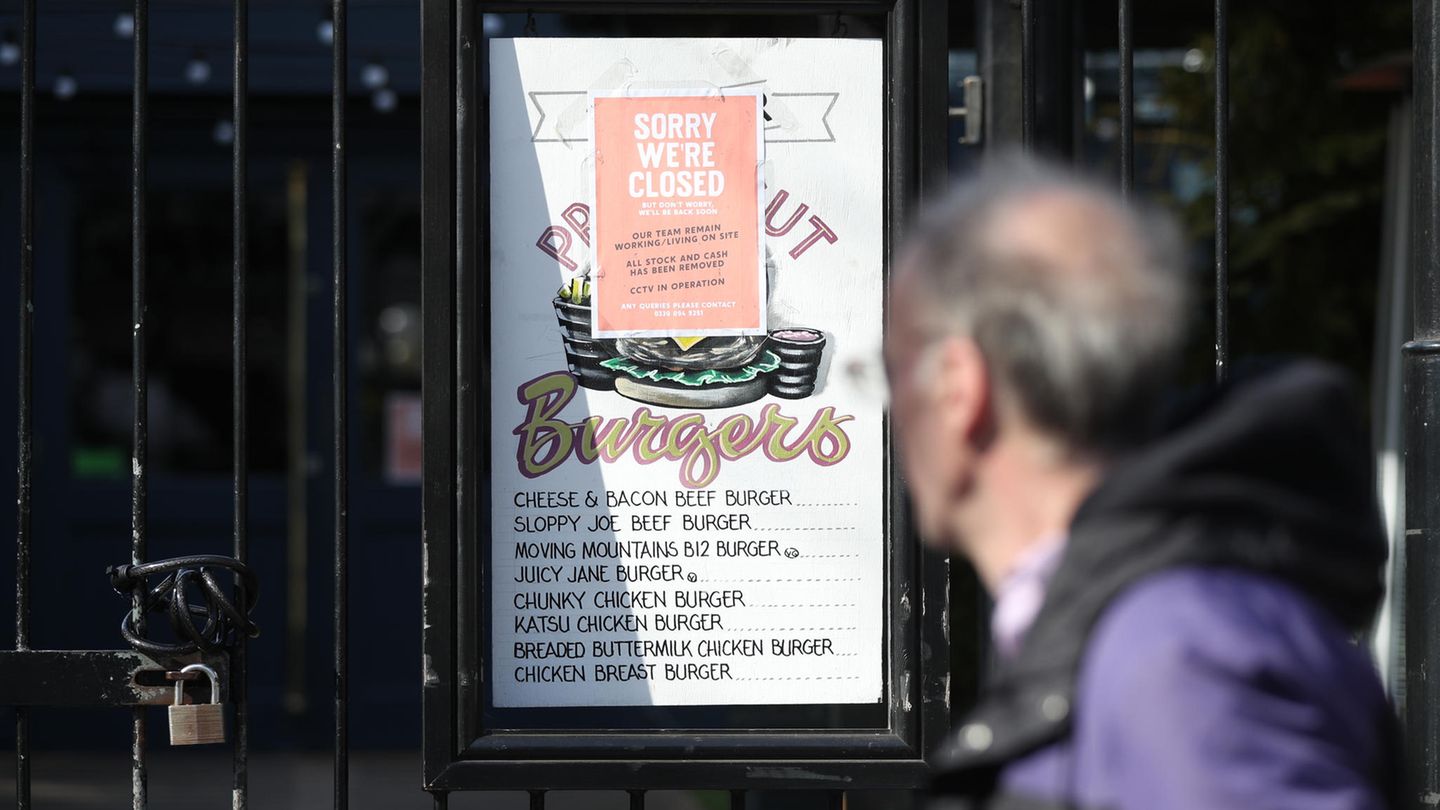 SORRY
WE'RE
CLOSED
BUT DON'T WORRY,
WE'LL BE BACK SOON
OUR TEAM REMAIN
WORKING/LIVING ON SITE
ALL STOCK AND CASH
HAS BEEN REMOVED
CCTV IN OPERATION
ANY QUERIES PLEASE CONTACT
Burgers
CHEESE & BACON BEEF BURGER
SLOPPY JOE BEEF BURGER
MOVING MOUNTAINS B12 BURGER VG
JUICY JANE BURGER V
CHUNKY CHICKEN BURGER
KATSU CHICKEN BURGER
BREADED BUTTERMILK CHICKEN BURGER
CHICKEN BREAST BURGER